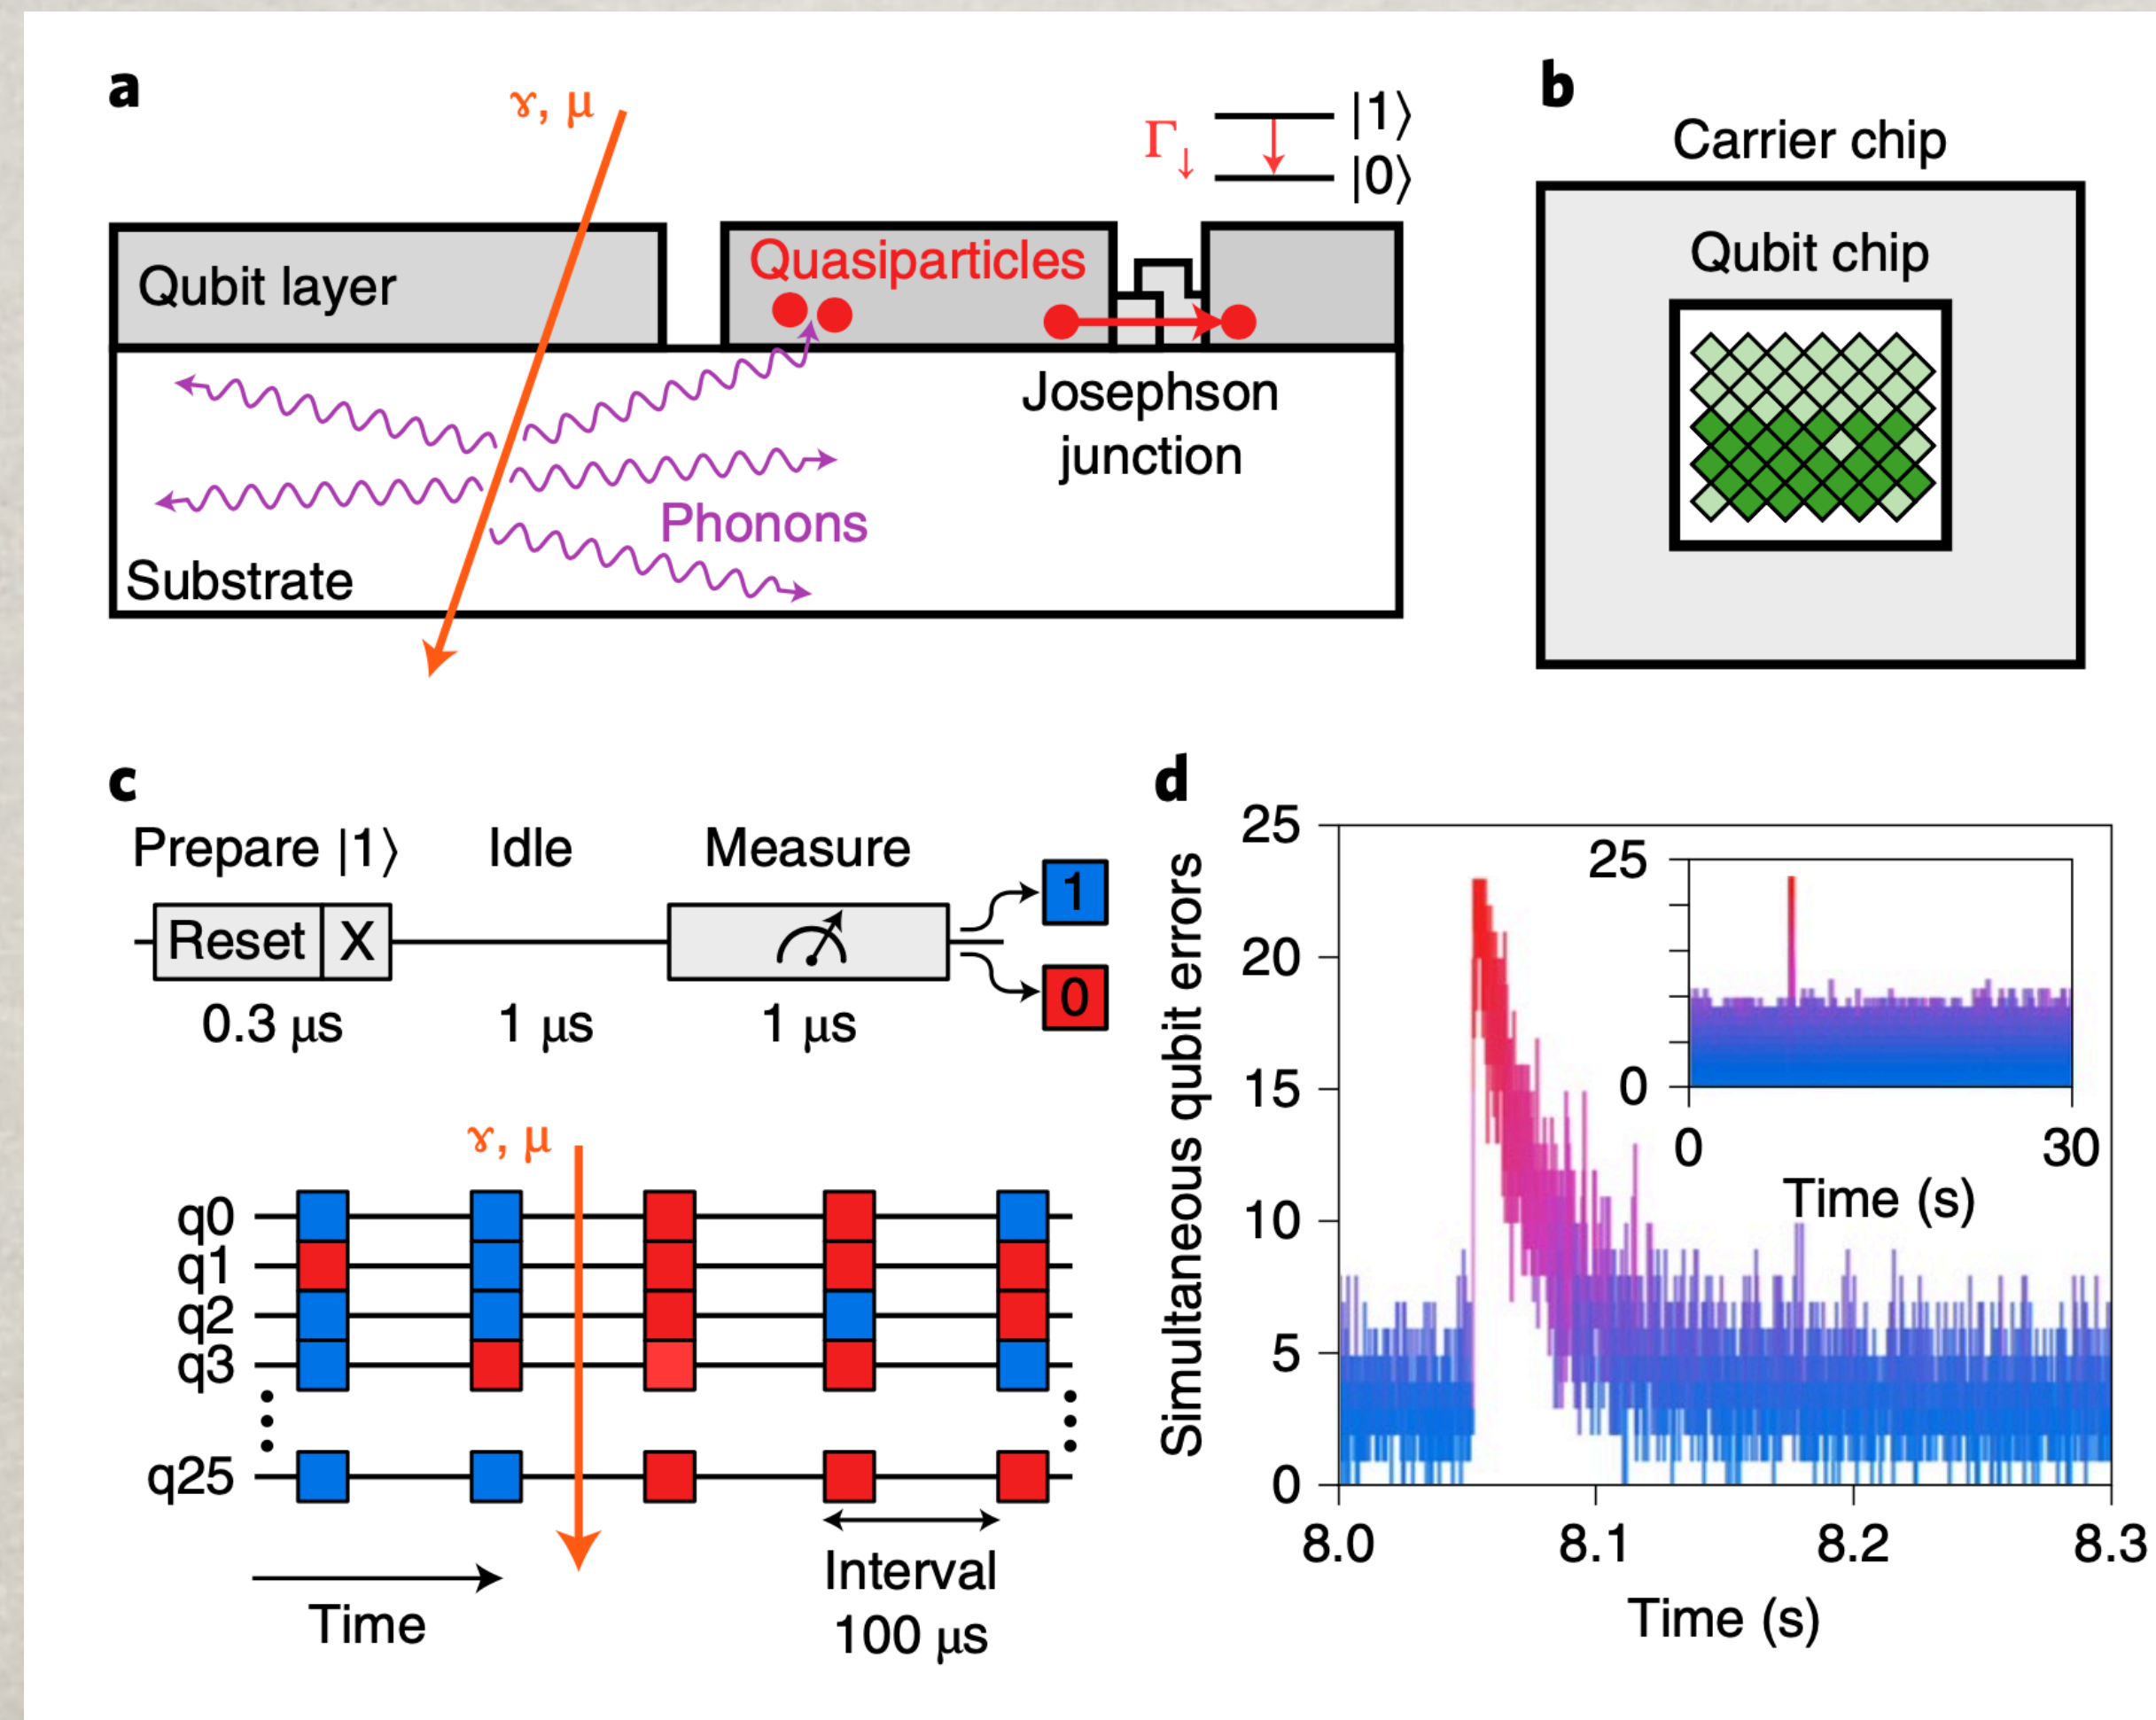 a
ɤ, μ
Γ↓
|1⟩
|0⟩
Qubit layer
Quasiparticles
Josephson
junction
Phonons
Substrate
b
Carrier chip
Qubit chip
c
Prepare |1⟩ Idle Measure
Reset X
1
0
0.3 μs 1 μs 1 μs
ɤ, μ
q0
q1
q2
q3
q25
Time
Interval
100 μs
d
Simultaneous qubit errors
25
20
15
10
5
0
8.0 8.1 8.2 8.3
Time (s)
25
0
0 30
Time (s)